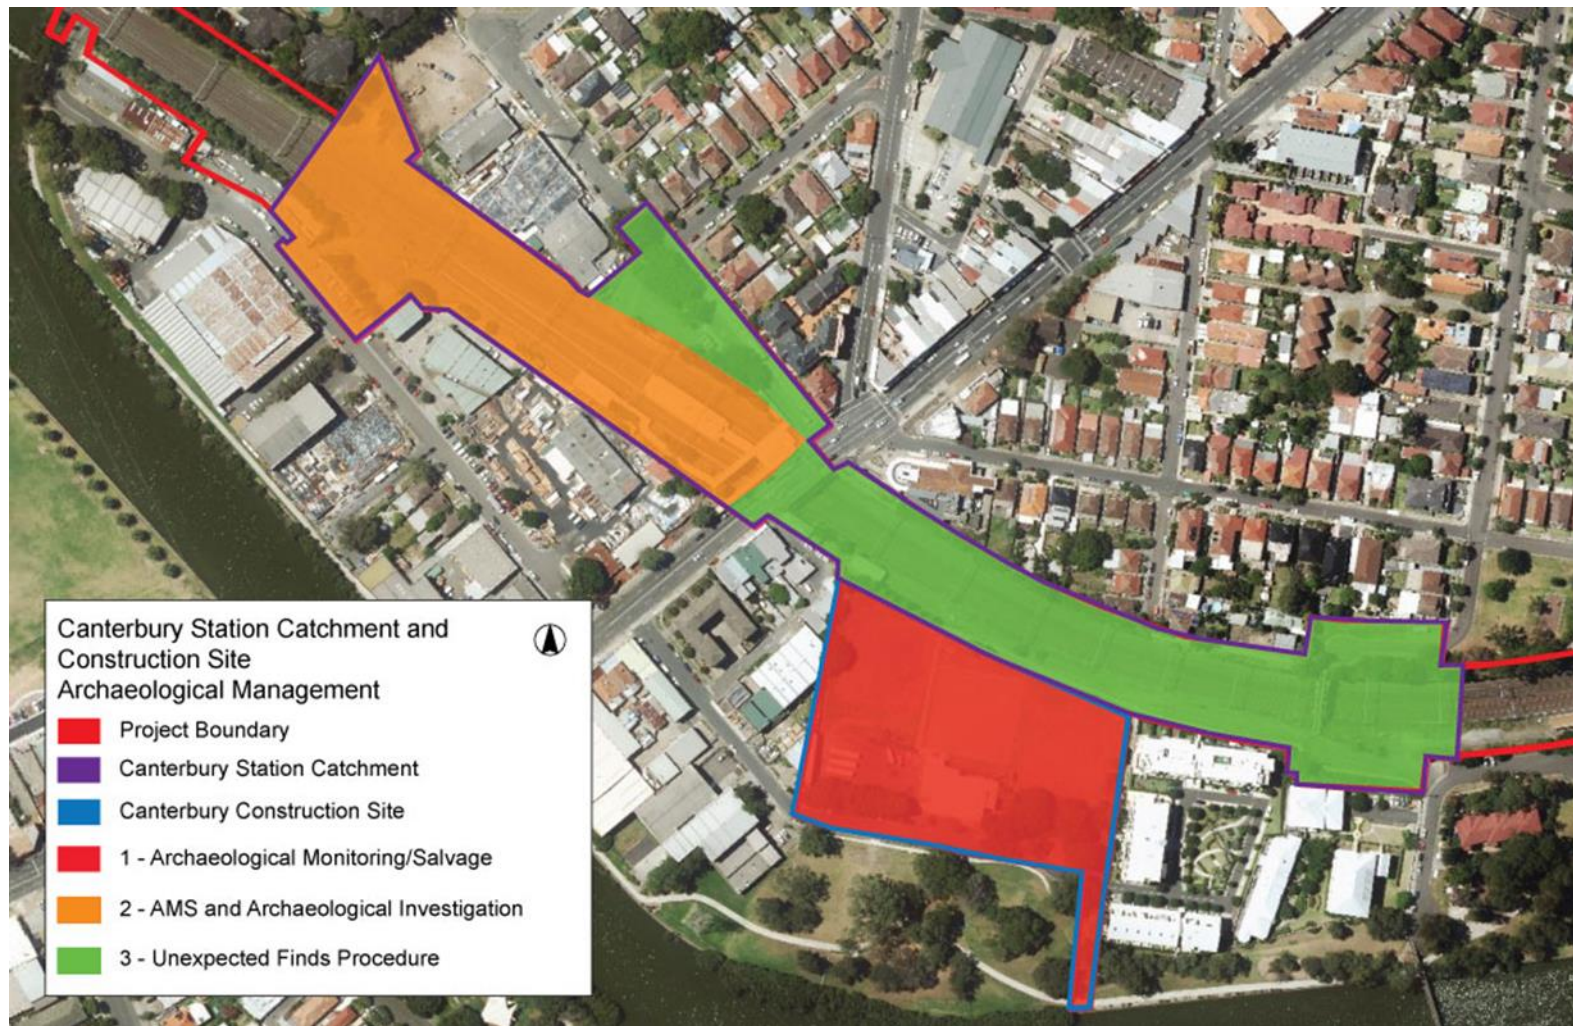 Canterbury Station Catchment and
Construction Site
Archaeological Management
Project Boundary
Canterbury Station Catchment
Canterbury Construction Site
1 - Archaeological Monitoring/Salvage
2 - AMS and Archaeological Investigation
3 - Unexpected Finds Procedure